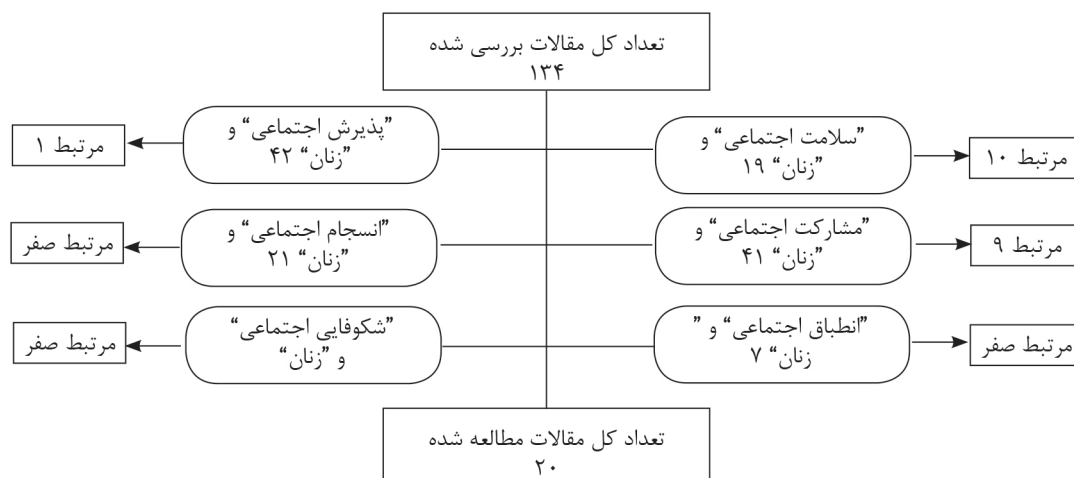 تعداد کل مقالات بررسی شده
۱۳۴
”سلامت اجتماعی“ و
”زنان“ ۱۹
مرتبط ۱۰
”پذیرش اجتماعی“ و
”زنان“ ۴۲
مرتبط ۱
”مشارکت اجتماعی“ و
”زنان“ ۴۱
مرتبط ۹
”انسجام اجتماعی“ و
”زنان“ ۲۱
مرتبط صفر
”انطباق اجتماعی“ و ”
زنان“ ۷
مرتبط صفر
”شکوفایی اجتماعی“
و ”زنان“
مرتبط صفر
تعداد کل مقالات مطالعه شده
۲۰